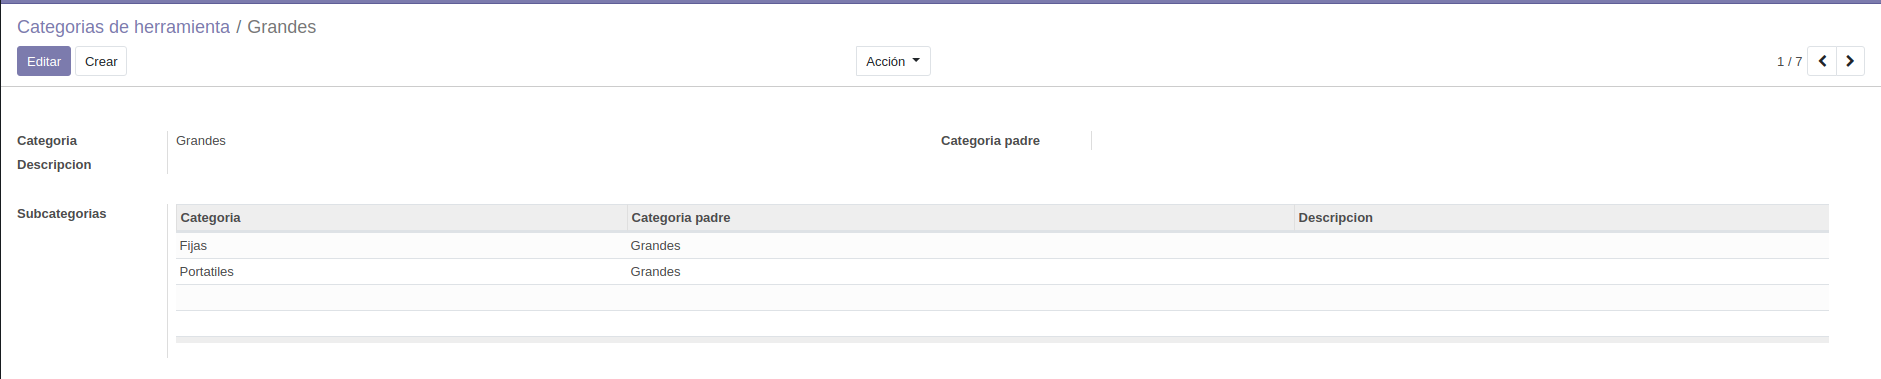 Categorias de herramienta / Grandes
Editar Crear Acción 1 / 7
Categoria Grandes Categoria padre
Descripcion
Subcategorias Categoria Categoria padre Descripcion
Fijas Grandes
Portatiles Grandes